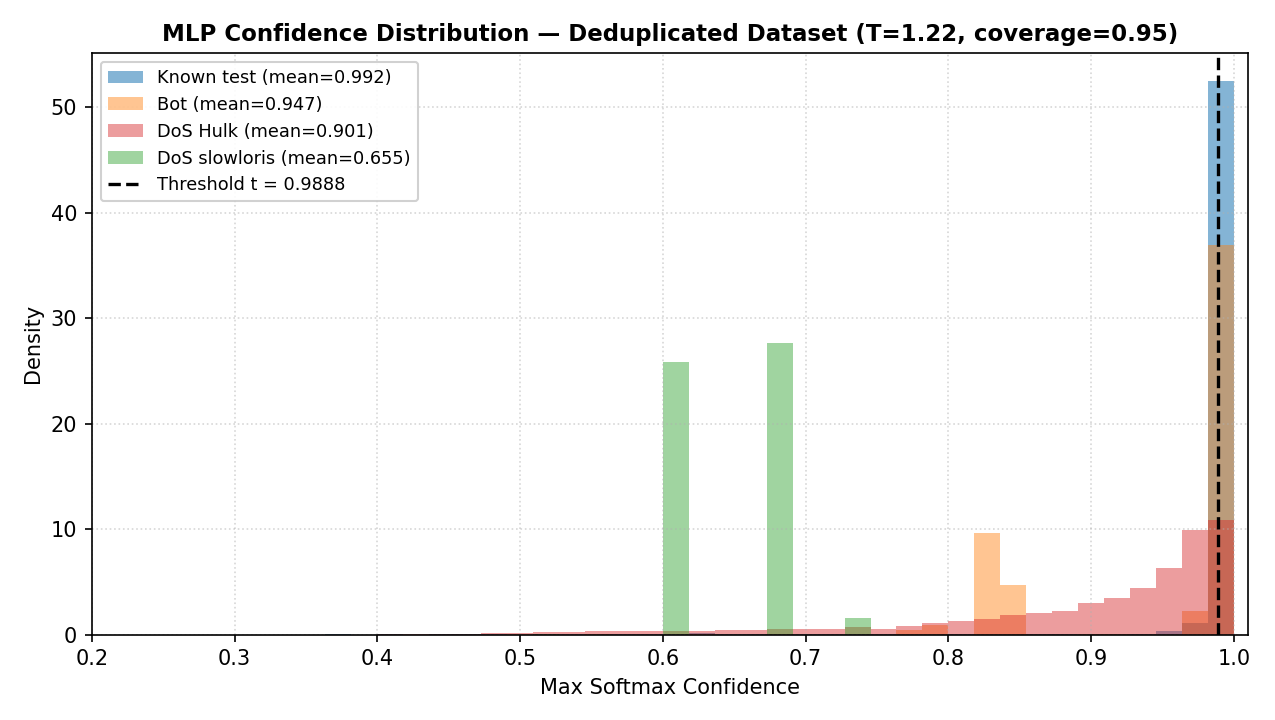 MLP Confidence Distribution — Deduplicated Dataset (T=1.22, coverage=0.95)
Known test (mean=0.992)
Bot (mean=0.947)
DoS Hulk (mean=0.901)
DoS slowloris (mean=0.655)
Threshold t = 0.9888
Density
50
40
30
20
10
0
0.2 0.3 0.4 0.5 0.6 0.7 0.8 0.9 1.0
Max Softmax Confidence